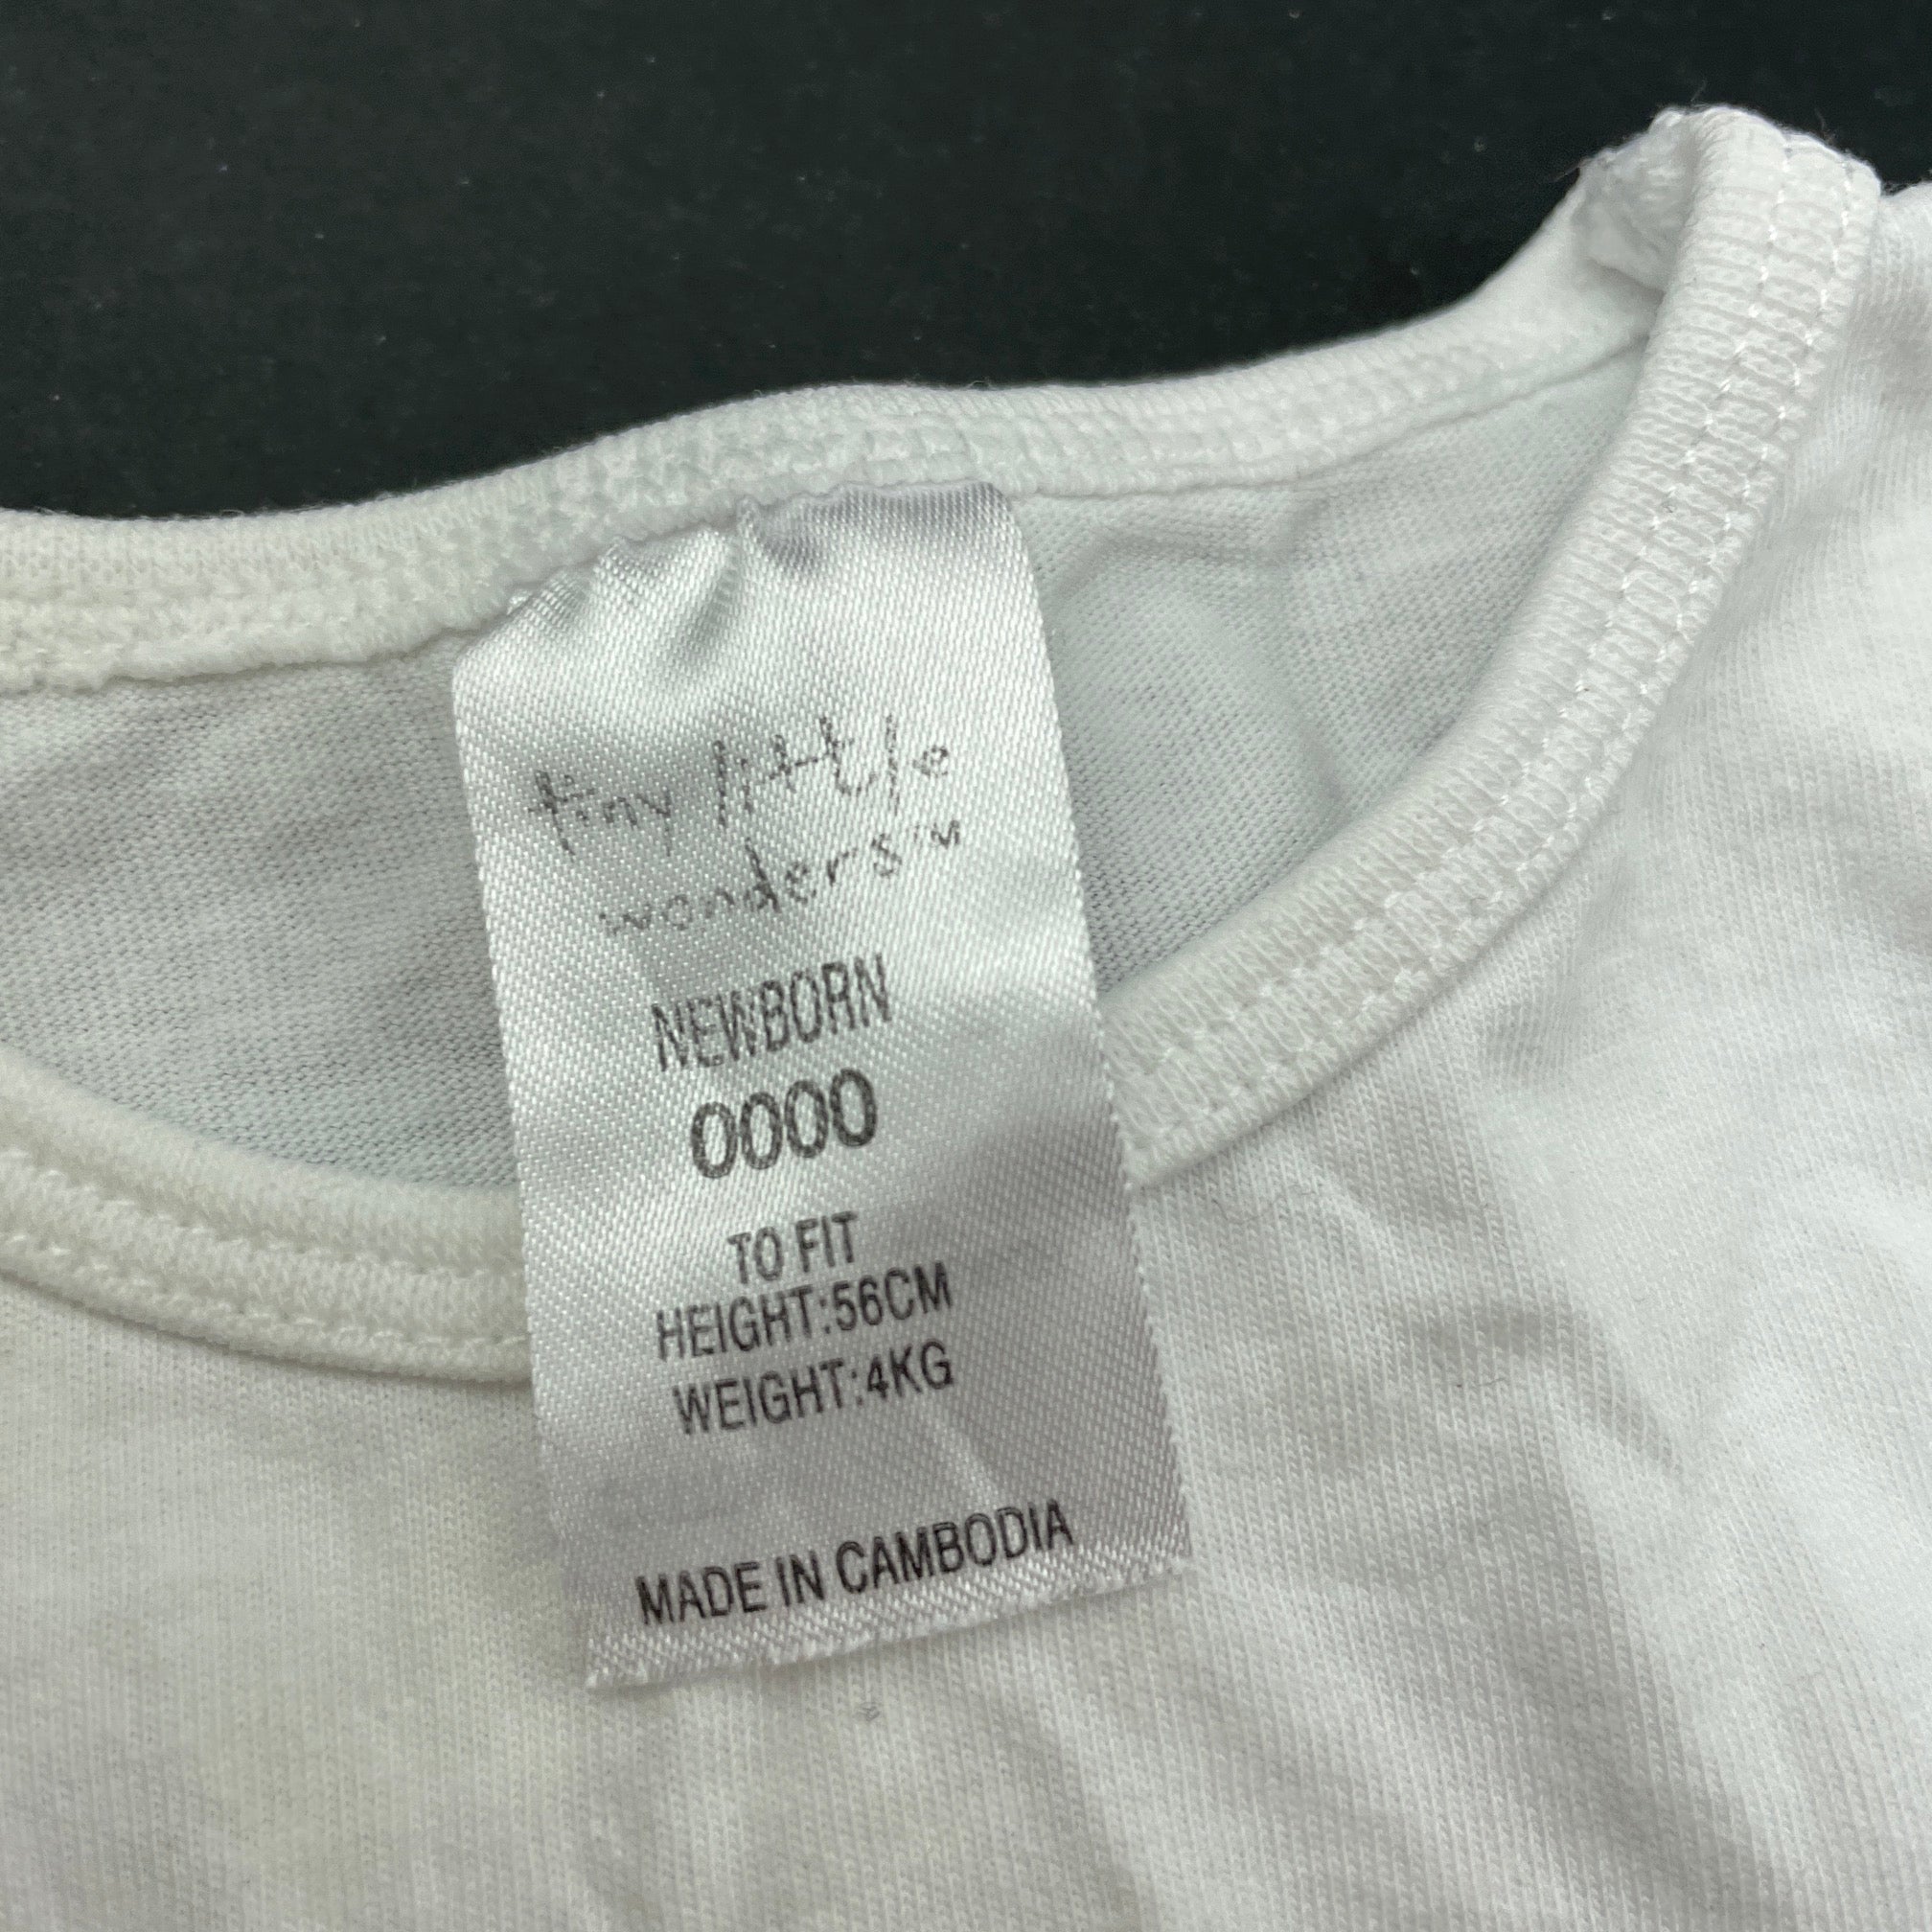 tiny little
wonders™
NEWBORN
0000
TO FIT
HEIGHT:56CM
WEIGHT:4KG
MADE IN CAMBODIA